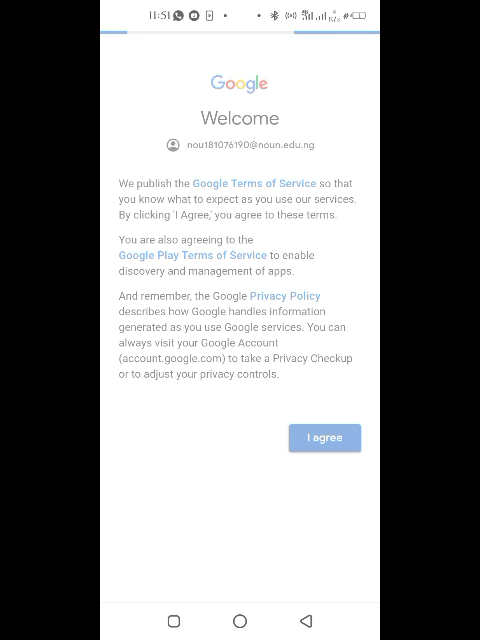 11:51
Google
Welcome
nou181076190@noun.edu.ng
We publish the Google Terms of Service so that
you know what to expect as you use our services.
By clicking 'I Agree,' you agree to these terms.
You are also agreeing to the
Google Play Terms of Service to enable
discovery and management of apps.
And remember, the Google Privacy Policy
describes how Google handles information
generated as you use Google services. You can
always visit your Google Account
(account.google.com) to take a Privacy Checkup
or to adjust your privacy controls.
I agree